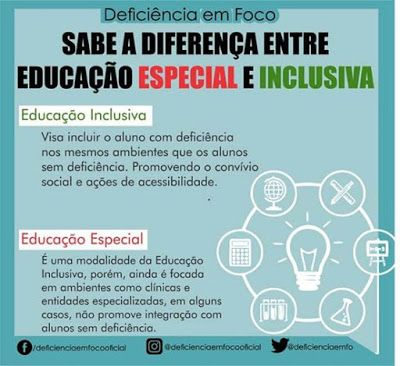 Deficiência em Foco
SABE A DIFERENÇA ENTRE
EDUCAÇÃO ESPECIAL E INCLUSIVA
Educação Inclusiva
Visa incluir o aluno com deficiência
nos mesmos ambientes que os alunos
sem deficiência. Promovendo o convívio
social e ações de acessibilidade.
Educação Especial
É uma modalidade da Educação
Inclusiva, porém, ainda é focada
em ambientes como clínicas e
entidades especializadas, em alguns
casos, não promove integração com
alunos sem deficiência.
/deficienciaemfocooficial @deficienciaemfocooficial @deficienciaemfo